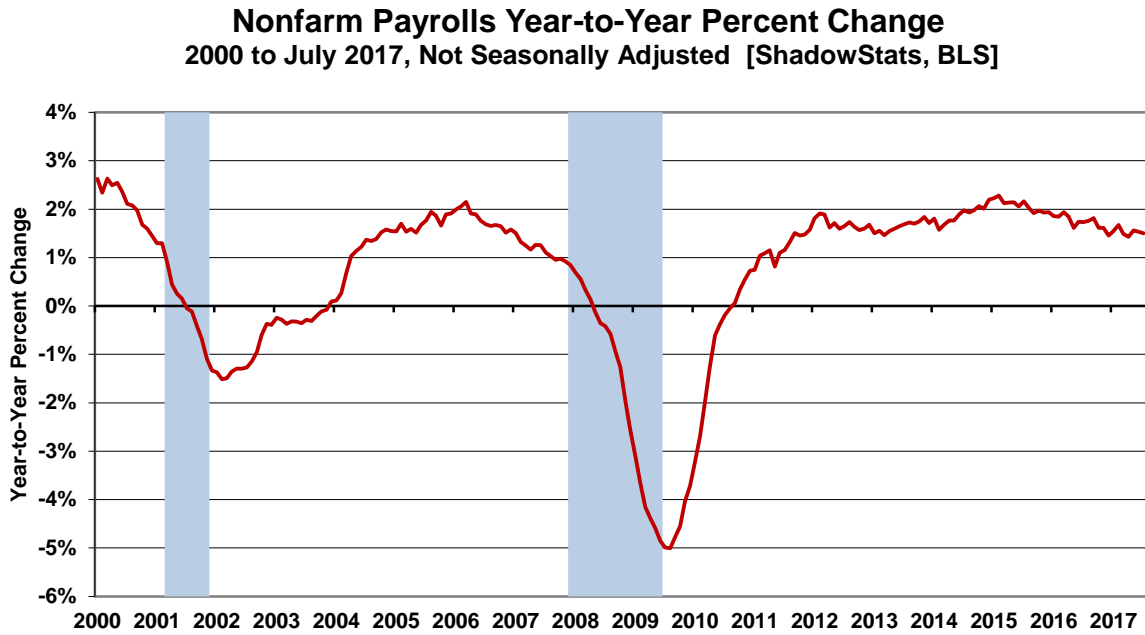 Nonfarm Payrolls Year-to-Year Percent Change
2000 to July 2017, Not Seasonally Adjusted [ShadowStats, BLS]
Year-to-Year Percent Change
4%
3%
2%
1%
0%
-1%
-2%
-3%
-4%
-5%
-6%
2000 2001 2002 2003 2004 2005 2006 2007 2008 2009 2010 2011 2012 2013 2014 2015 2016 2017